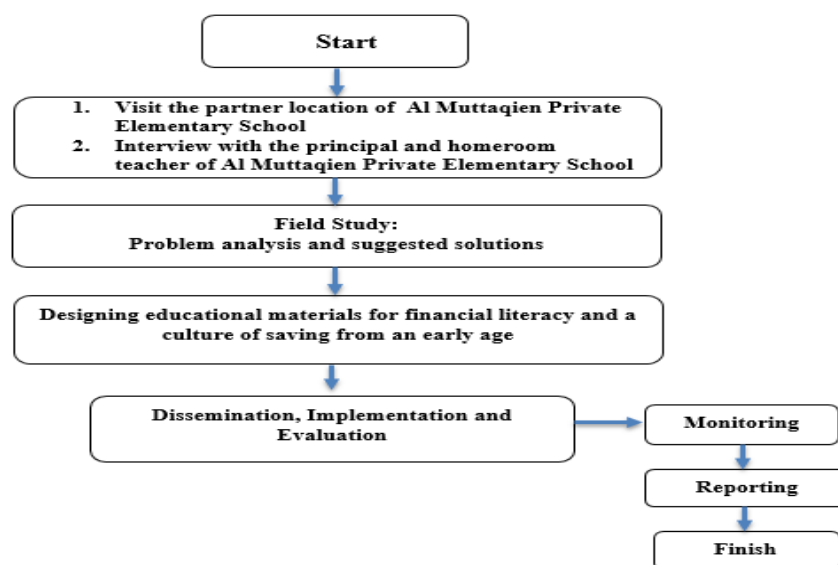 Start
1. Visit the partner location of Al Muttaqien Private
Elementary School
2. Interview with the principal and homeroom
teacher of Al Muttaqien Private Elementary School
Field Study:
Problem analysis and suggested solutions
Designing educational materials for financial literacy and a
culture of saving from an early age
Dissemination, Implementation and
Evaluation
Monitoring
Reporting
Finish